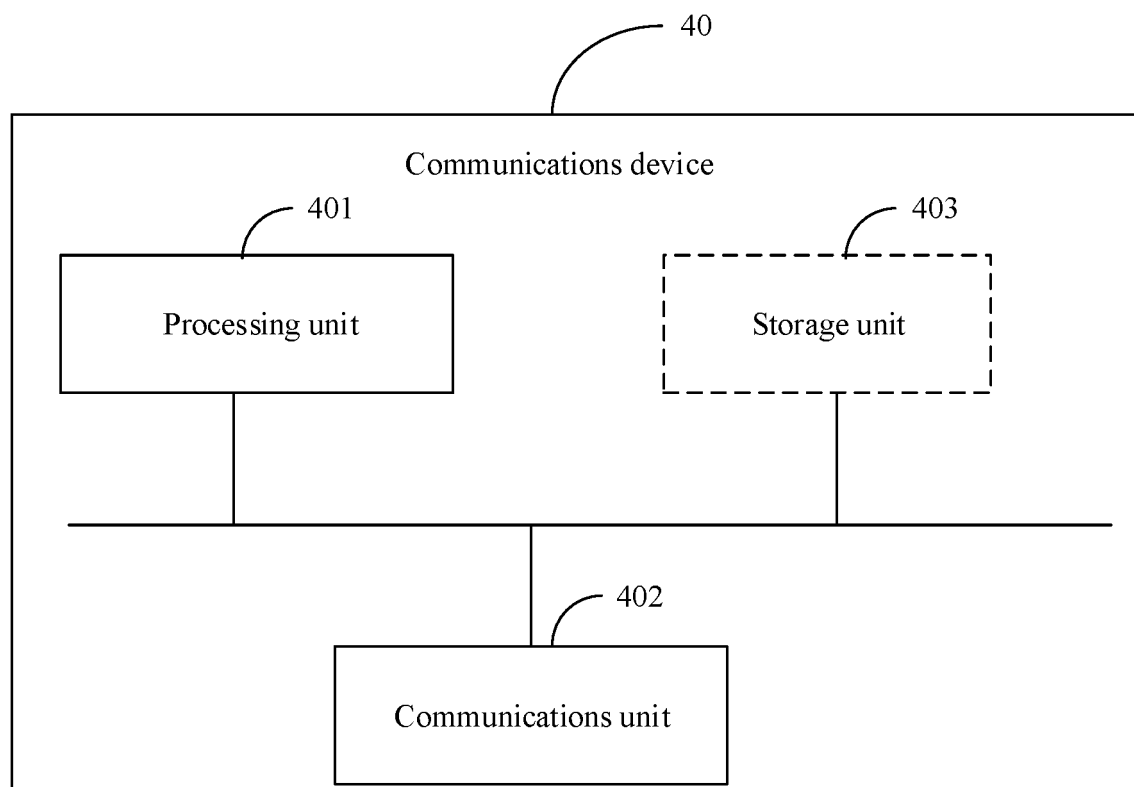 40
Communications device
401
403
Processing unit
Storage unit
402
Communications unit